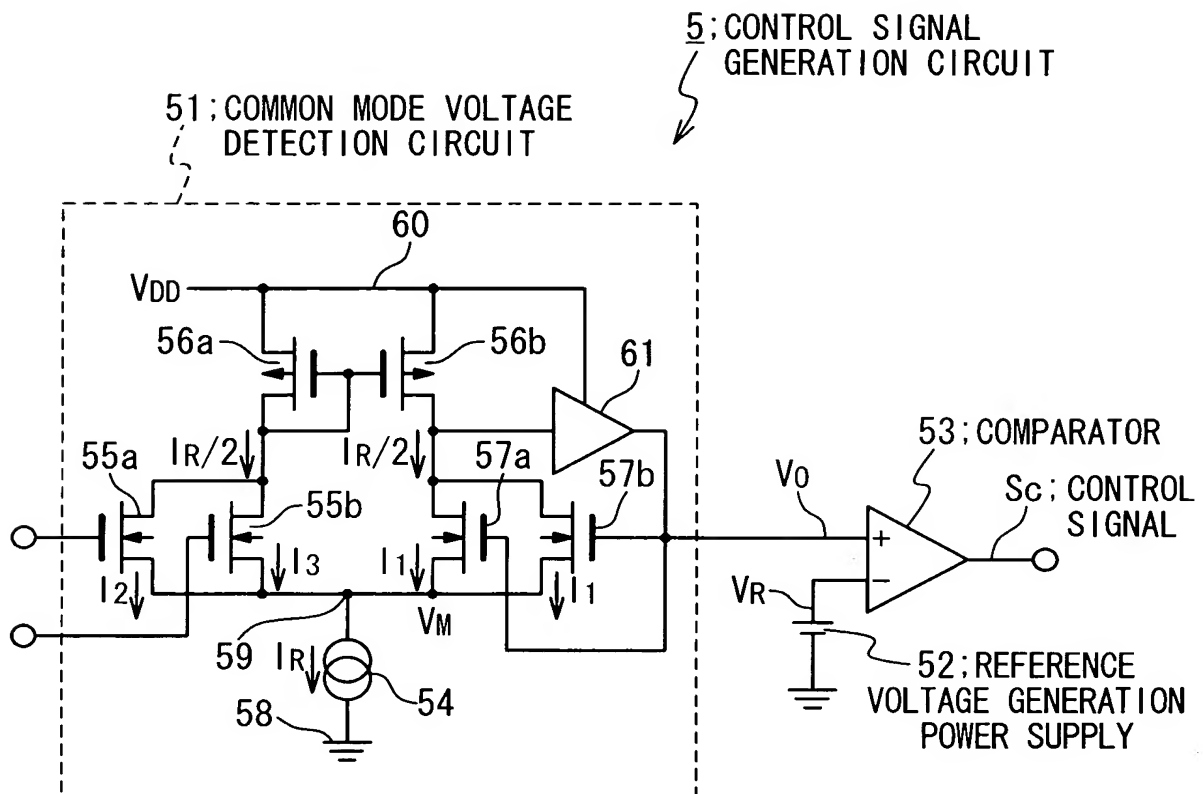 5;CONTROL SIGNAL
GENERATION CIRCUIT
51;COMMON MODE VOLTAGE
DETECTION CIRCUIT
60
VDD
56a
56b
61
53;COMPARATOR
55a
IR/2
IR/2
57a
57b
VO
SC;CONTROL
SIGNAL
55b
+
I2
I3
I1
I1
VR
−
VM
59
IR
54
52;REFERENCE
VOLTAGE GENERATION
POWER SUPPLY
58